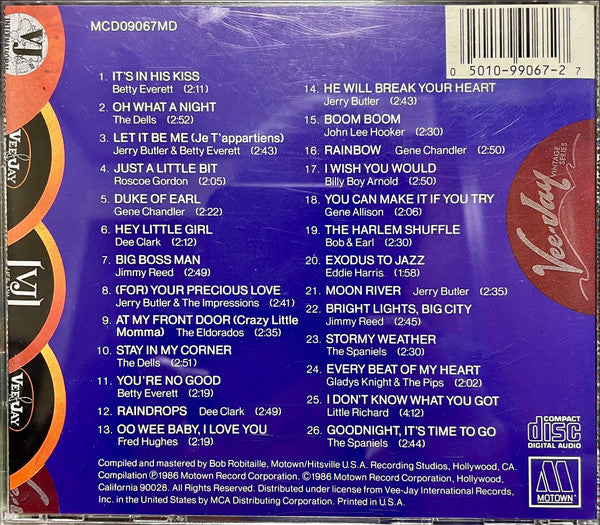 MCD09067MD
0 5010-99067-2 7
VJ
1. IT'S IN HIS KISS
Betty Everett (2:11)
2. OH WHAT A NIGHT
The Dells (2:52)
3. LET IT BE ME (Je T'appartiens)
Jerry Butler & Betty Everett (2:43)
4. JUST A LITTLE BIT
Roscoe Gordon (2:05)
5. DUKE OF EARL
Gene Chandler (2:22)
6. HEY LITTLE GIRL
Dee Clark (2:12)
7. BIG BOSS MAN
Jimmy Reed (2:49)
8. (FOR) YOUR PRECIOUS LOVE
Jerry Butler & The Impressions (2:41)
9. AT MY FRONT DOOR (Crazy Little
Momma) The Eldorados (2:35)
10. STAY IN MY CORNER
The Dells (2:51)
11. YOU'RE NO GOOD
Betty Everett (2:19)
12. RAINDROPS Dee Clark (2:49)
13. OO WEE BABY, I LOVE YOU
Fred Hughes (2:19)
14. HE WILL BREAK YOUR HEART
Jerry Butler (2:43)
15. BOOM BOOM
John Lee Hooker (2:30)
16. RAINBOW Gene Chandler (2:50)
17. I WISH YOU WOULD
Billy Boy Arnold (2:50)
18. YOU CAN MAKE IT IF YOU TRY
Gene Allison (2:06)
19. THE HARLEM SHUFFLE
Bob & Earl (2:30)
20. EXODUS TO JAZZ
Eddie Harris (1:58)
21. MOON RIVER Jerry Butler (2:35)
22. BRIGHT LIGHTS, BIG CITY
Jimmy Reed (2:45)
23. STORMY WEATHER
The Spaniels (2:30)
24. EVERY BEAT OF MY HEART
Gladys Knight & The Pips (2:02)
25. I DON'T KNOW WHAT YOU GOT
Little Richard (4:12)
26. GOODNIGHT, IT'S TIME TO GO
The Spaniels (2:44)
VEE JAY
VJ
VEE JAY
Vee-Jay
VINTAGE SERIES
COMPACT
disc
DIGITAL AUDIO
M
MOTOWN
Compiled and mastered by Bob Robitaille, Motown/Hitsville U.S.A. Recording Studios, Hollywood, CA.
Compilation ℗1986 Motown Record Corporation. ©1986 Motown Record Corporation, Hollywood,
California 90028. All Rights Reserved. Distributed under license from Vee-Jay International Records,
Inc. in the United States by MCA Distributing Corporation. Printed in U.S.A.